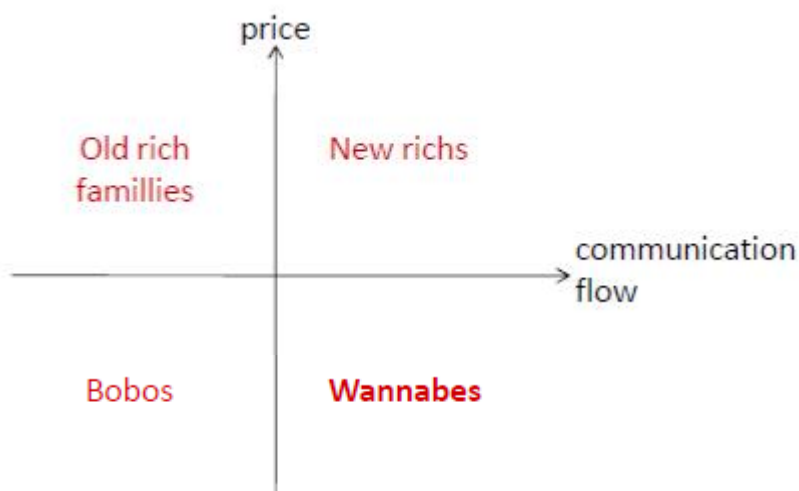 price
Old rich
famillies
New richs
communication
flow
Bobos
Wannabes